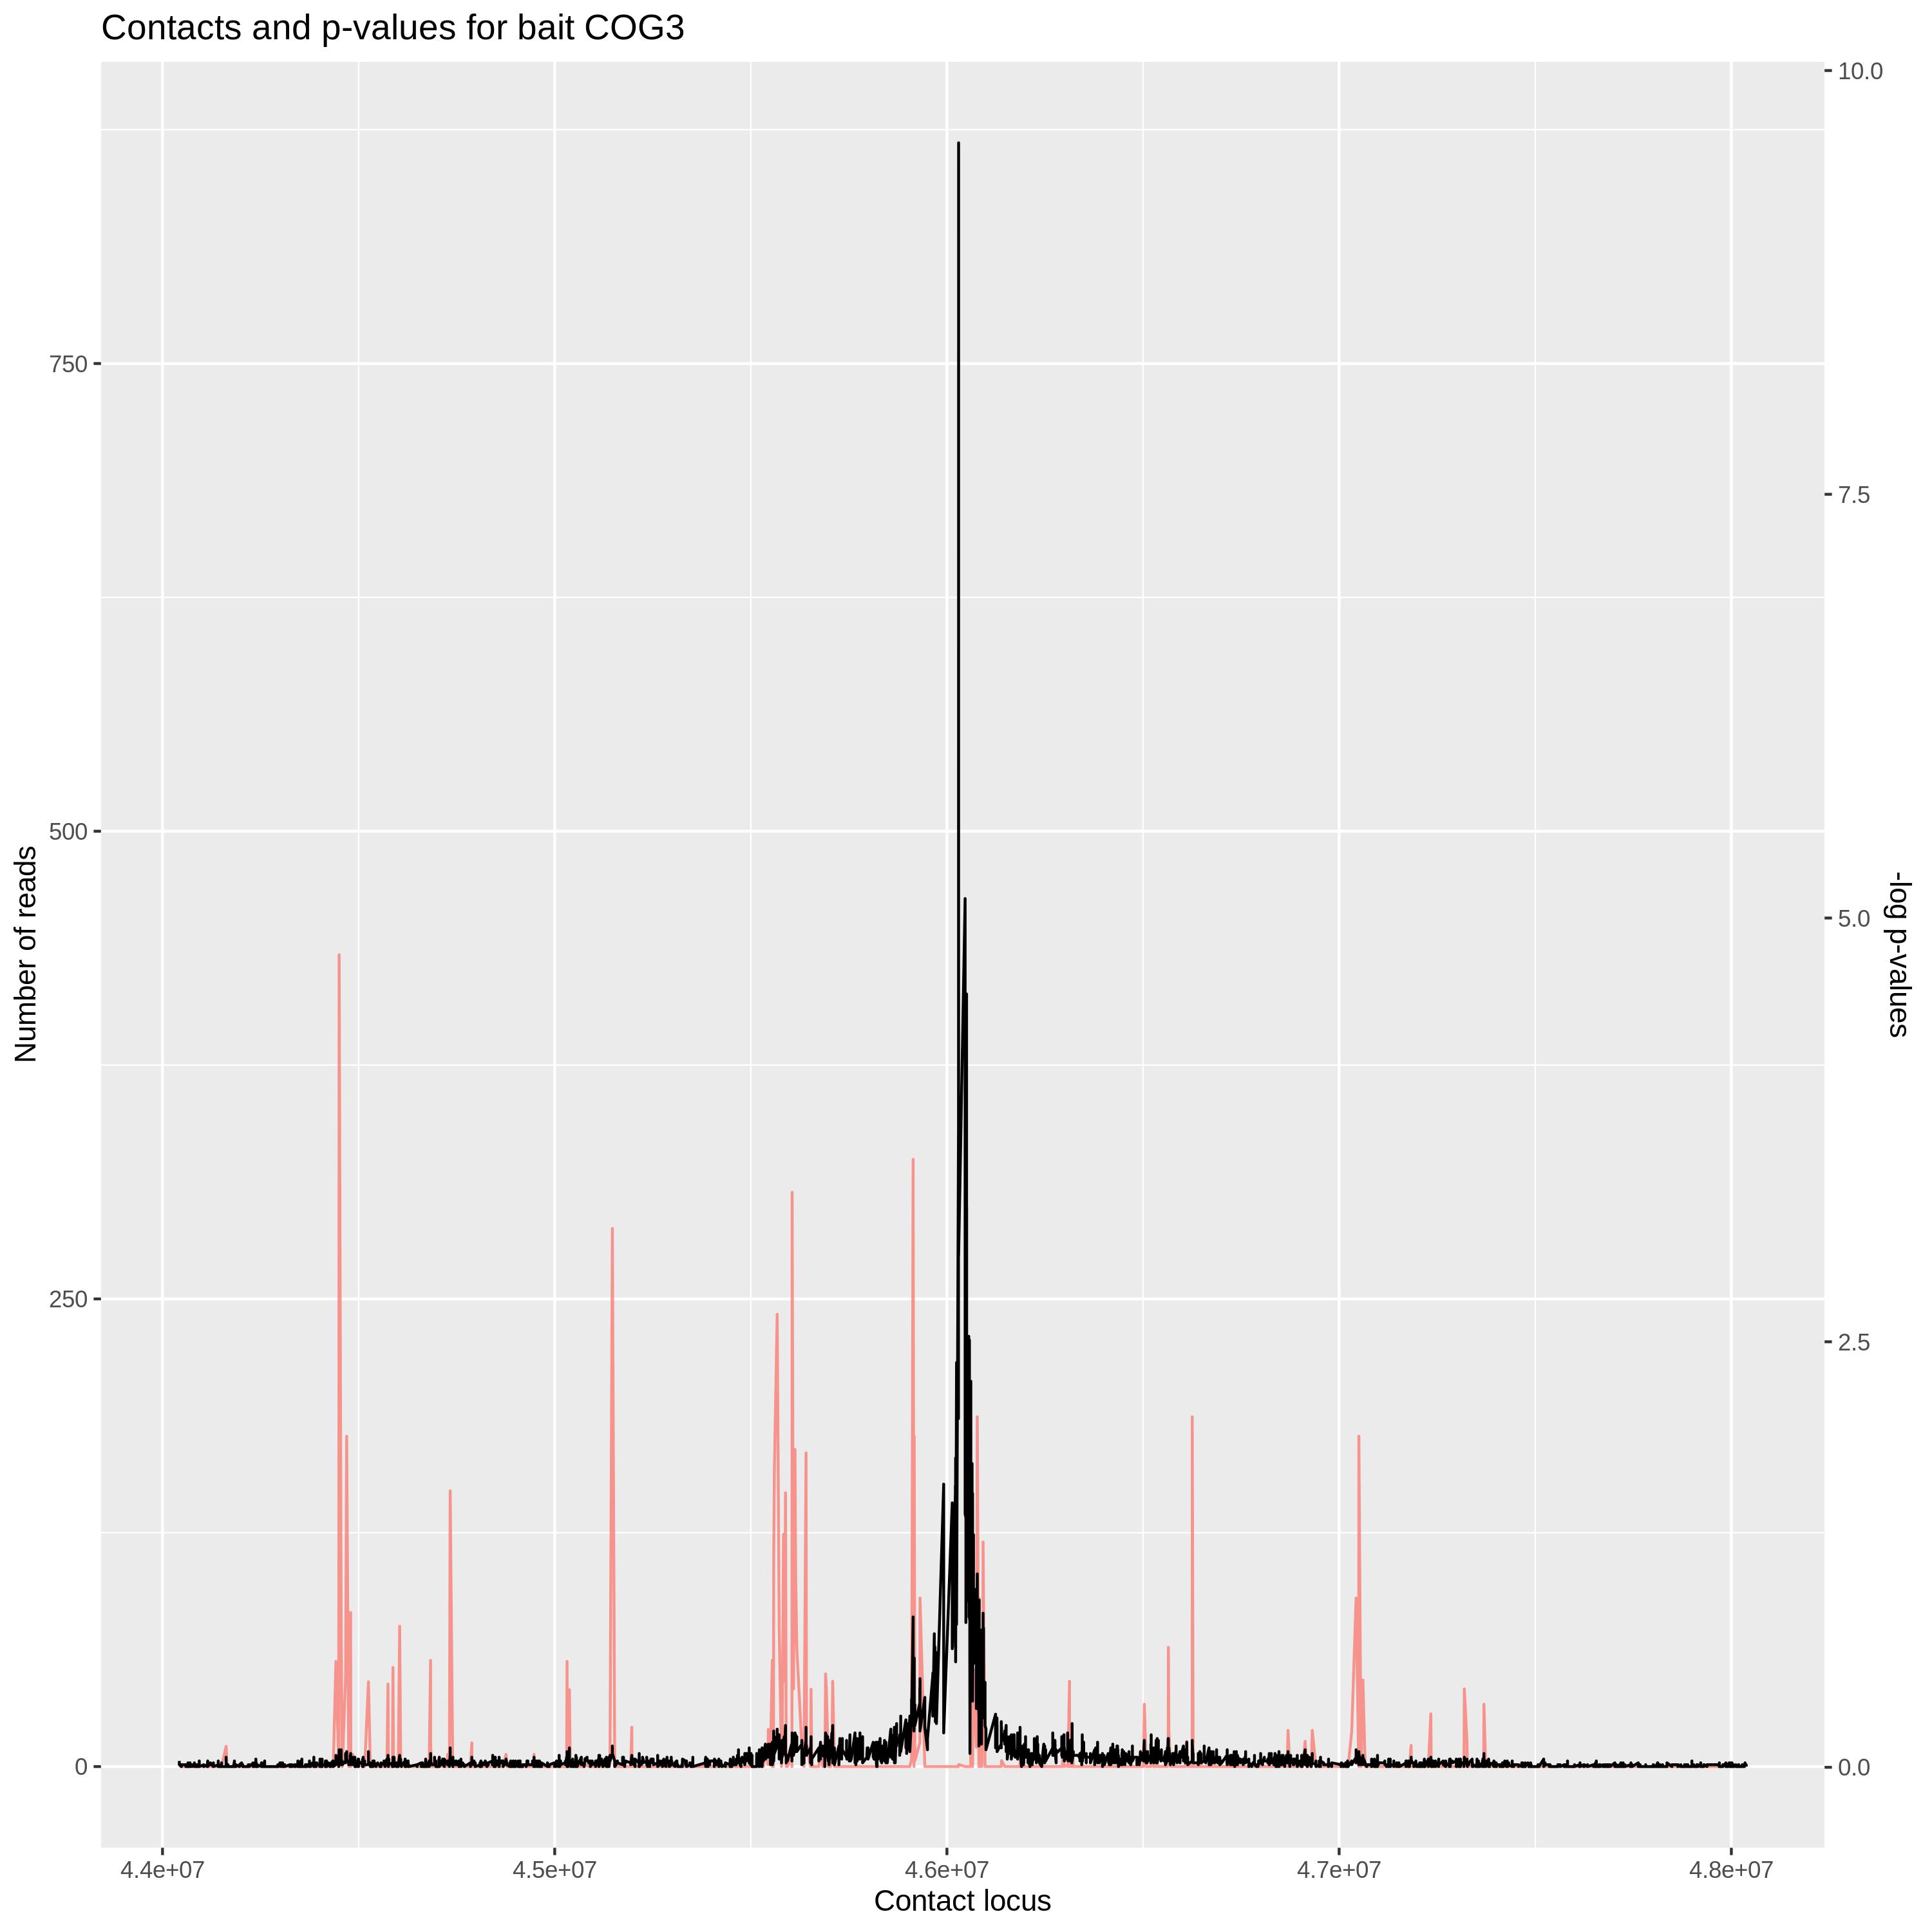 Contacts and p-values for bait COG3
10.0
7.5
5.0
2.5
0.0
-log p-values
750
500
250
0
Number of reads
4.4e+07
4.5e+07
4.6e+07
4.7e+07
4.8e+07
Contact locus